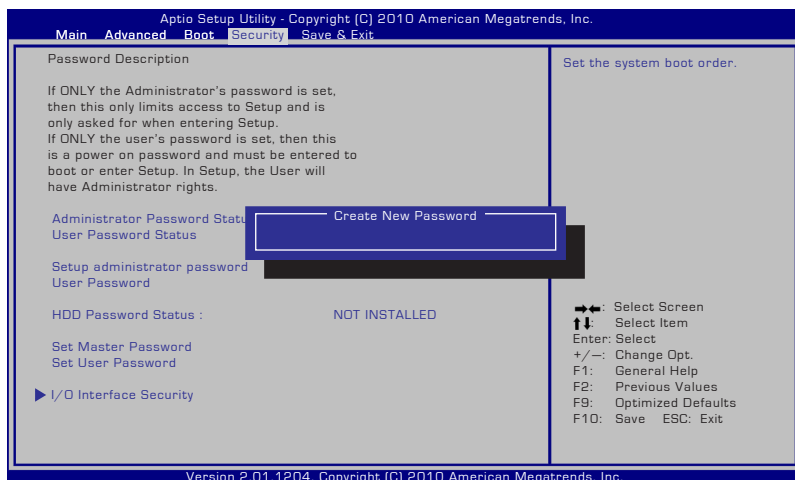 Aptio Setup Utility - Copyright (C) 2010 American Megatrends, Inc.
Main Advanced Boot Security Save & Exit
Password Description
If ONLY the Administrator's password is set,
then this only limits access to Setup and is
only asked for when entering Setup.
If ONLY the user's password is set, then this
is a power on password and must be entered to
boot or enter Setup. In Setup, the User will
have Administrator rights.
Administrator Password Statu
User Password Status
Create New Password
Setup administrator password
User Password
HDD Password Status : NOT INSTALLED
Set Master Password
Set User Password
I/O Interface Security
Set the system boot order.
→←: Select Screen
↑↓: Select Item
Enter: Select
+/—: Change Opt.
F1: General Help
F2: Previous Values
F9: Optimized Defaults
F10: Save ESC: Exit
Version 2.01.1204. Copyright (C) 2010 American Megatrends, Inc.